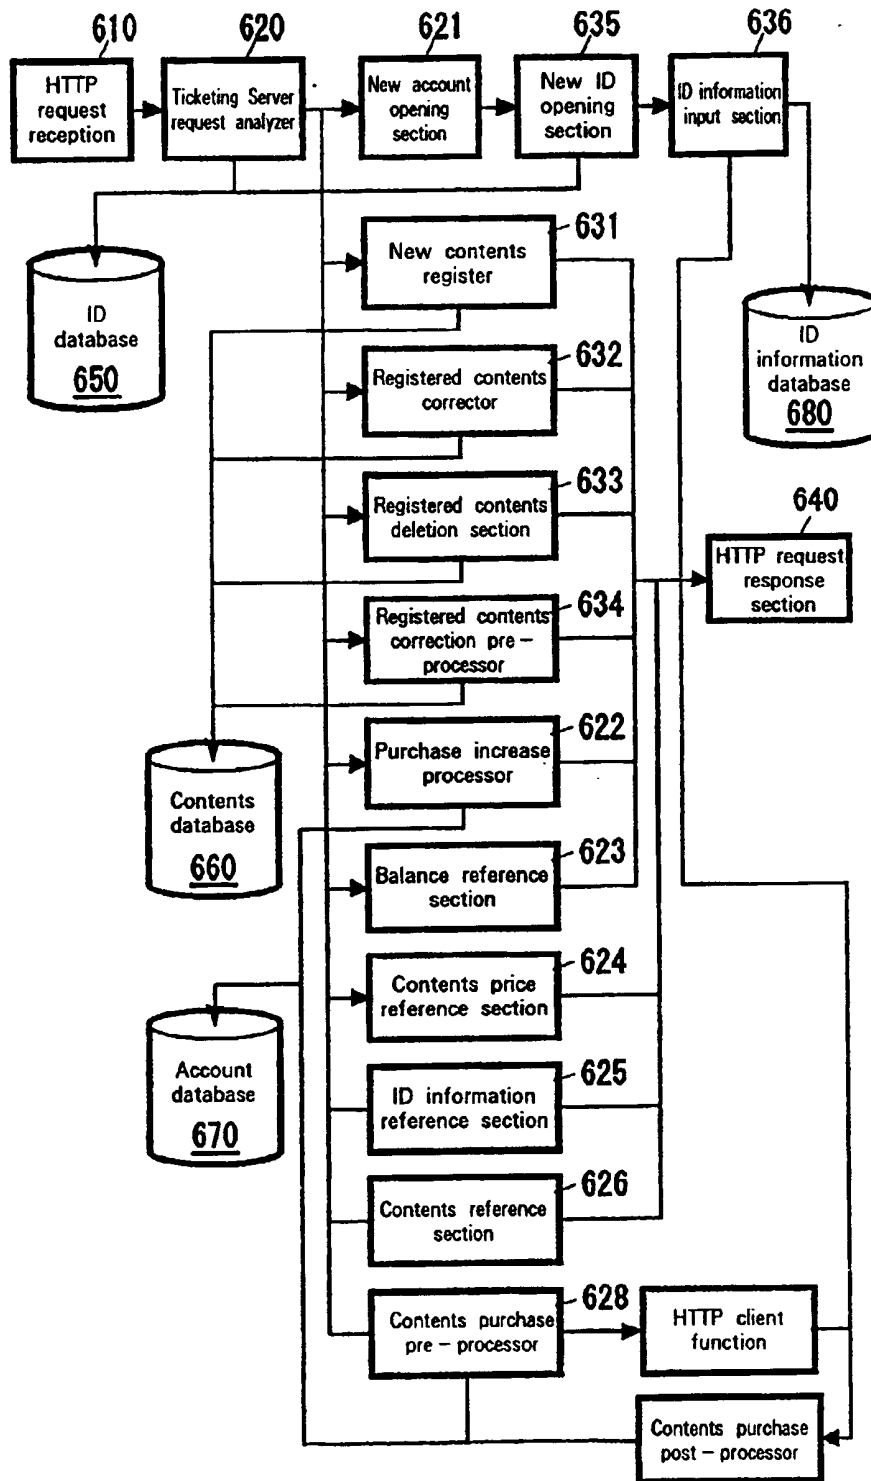 610
620
621
635
636
HTTP
request
reception
Ticketing Server
request analyzer
New account
opening
section
New ID
opening
section
ID information
input section
631
New contents
register
ID
database
650
632
Registered contents
corrector
ID
information
database
680
633
Registered contents
deletion section
640
HTTP request
response
section
634
Registered contents
correction pre-
processor
622
Purchase increase
processor
Contents
database
660
623
Balance reference
section
624
Contents price
reference section
Account
database
670
625
ID information
reference section
626
Contents reference
section
628
Contents purchase
pre-processor
HTTP client
function
Contents purchase
post-processor